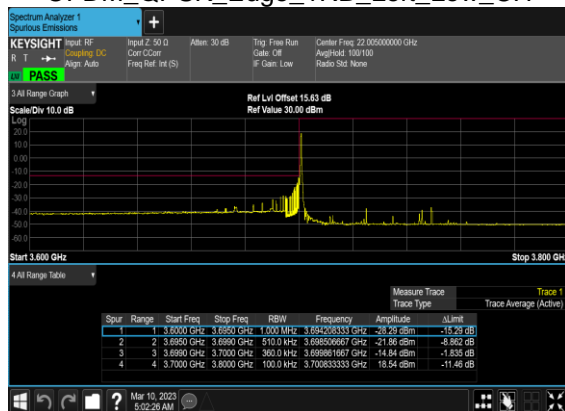 Spectrum Analyzer 1
Spurious Emissions
KEYSIGHT Input: RF Input Z: 50 Ω Atten: 30 dB Trig: Free Run Center Freq: 22.005000000 GHz
R T Coupling: DC Corr CCorr Gate: Off Avg|Hold: 100/100
Align: Auto Freq Ref: Int (S) IF Gain: Low Radio Std: None
PASS
3 All Range Graph
Ref Lvl Offset 15.63 dB
Scale/Div 10.0 dB Ref Value 30.00 dBm
Log
20.0
10.0
0.00
-10.0
-20.0
-30.0
-40.0
-50.0
-60.0
Start 3.600 GHz Stop 3.800 GHz
4 All Range Table
Measure Trace Trace 1
Trace Type Trace Average (Active)
Spur Range Start Freq Stop Freq RBW Frequency Amplitude ΔLimit
1 1 3.6000 GHz 3.6950 GHz 1.000 MHz 3.694208333 GHz -28.29 dBm -15.29 dB
2 2 3.6950 GHz 3.6990 GHz 510.0 kHz 3.698506667 GHz -21.86 dBm -8.862 dB
3 3 3.6990 GHz 3.7000 GHz 360.0 kHz 3.699861667 GHz -14.84 dBm -1.835 dB
4 4 3.7000 GHz 3.8000 GHz 100.0 kHz 3.700833333 GHz 18.54 dBm -11.46 dB
Mar 10, 2023
5:02:26 AM